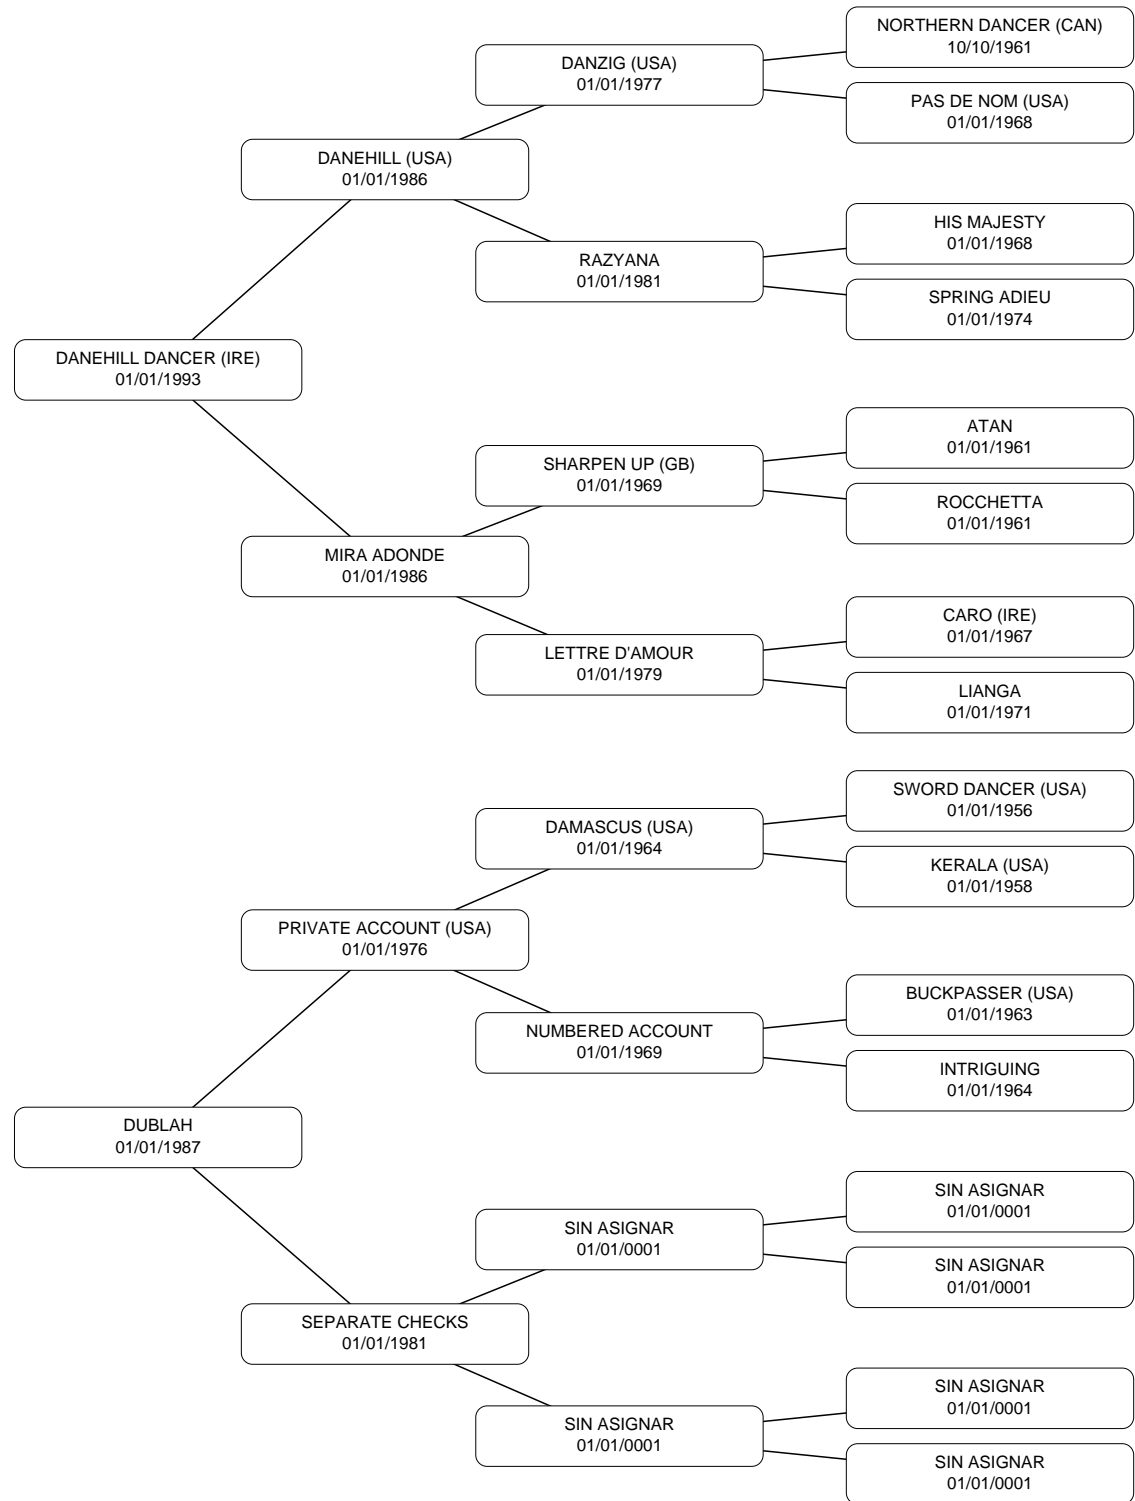 NORTHERN DANCER (CAN)
10/10/1961
DANZIG (USA)
01/01/1977
PAS DE NOM (USA)
01/01/1968
DANEHILL (USA)
01/01/1986
HIS MAJESTY
01/01/1968
RAZYANA
01/01/1981
SPRING ADIEU
01/01/1974
DANEHILL DANCER (IRE)
01/01/1993
ATAN
01/01/1961
SHARPEN UP (GB)
01/01/1969
ROCCHETTA
01/01/1961
MIRA ADONDE
01/01/1986
CARO (IRE)
01/01/1967
LETTRE D'AMOUR
01/01/1979
LIANGA
01/01/1971
SWORD DANCER (USA)
01/01/1956
DAMASCUS (USA)
01/01/1964
KERALA (USA)
01/01/1958
PRIVATE ACCOUNT (USA)
01/01/1976
BUCKPASSER (USA)
01/01/1963
NUMBERED ACCOUNT
01/01/1969
INTRIGUING
01/01/1964
DUBLAH
01/01/1987
SIN ASIGNAR
01/01/0001
SIN ASIGNAR
01/01/0001
SIN ASIGNAR
01/01/0001
SEPARATE CHECKS
01/01/1981
SIN ASIGNAR
01/01/0001
SIN ASIGNAR
01/01/0001
SIN ASIGNAR
01/01/0001